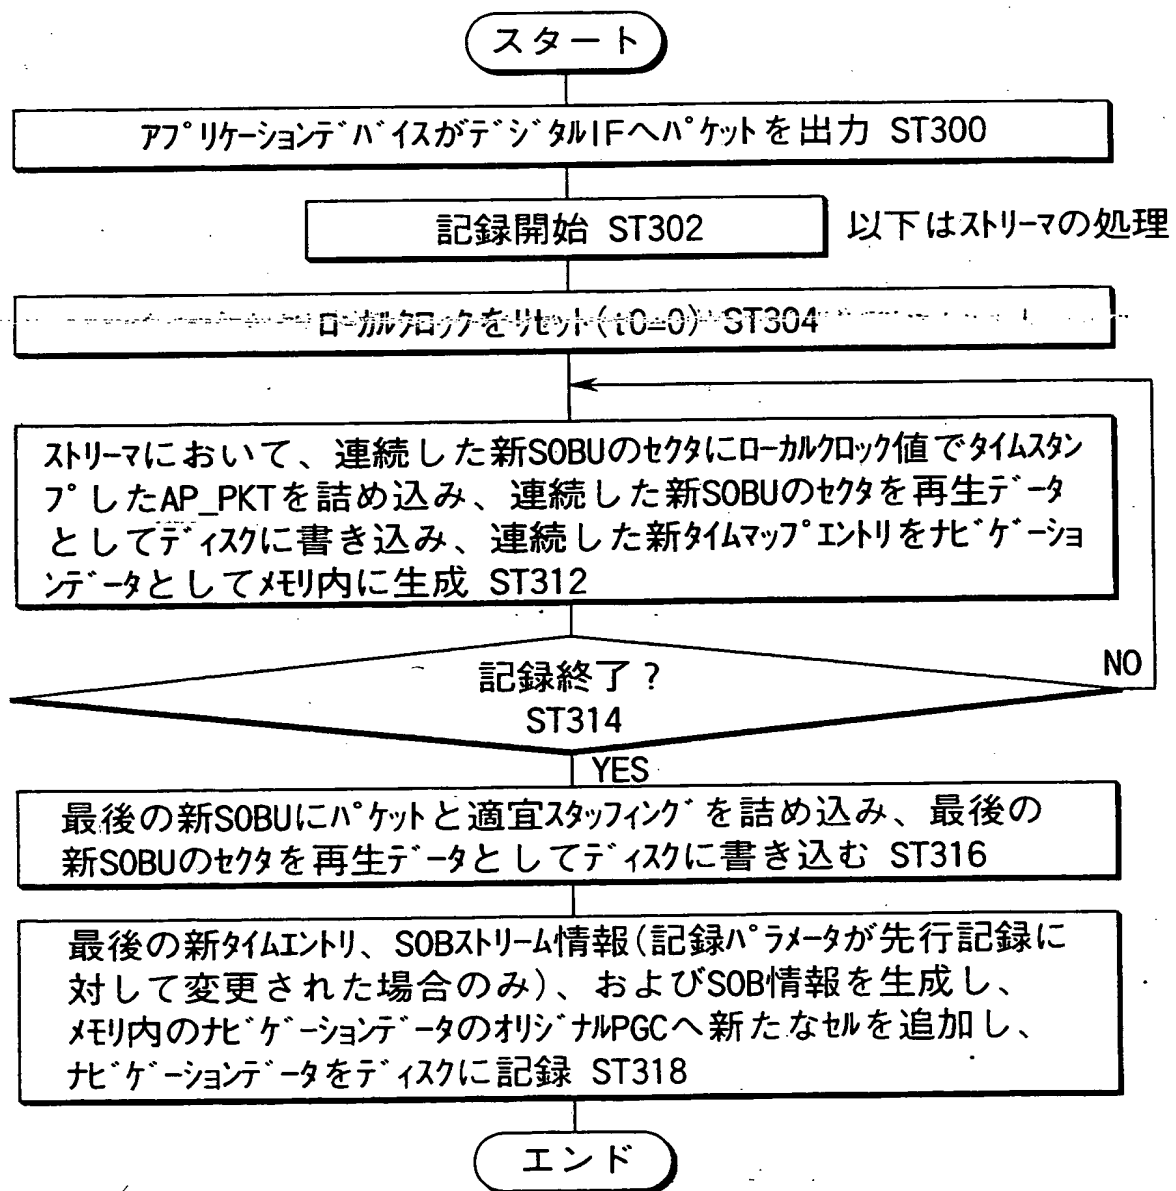 スタート
アプリケーションデバイスがデジタルIFへパケットを出力 ST300
記録開始 ST302
以下はストリーマの処理
ローカルクロックをリセット(t0=0) ST304
ストリーマにおいて、連続した新SOBUのセクタにローカルクロック値でタイムスタン
プしたAP_PKTを詰め込み、連続した新SOBUのセクタを再生データ
としてディスクに書き込み、連続した新タイムマップエントリをナビゲーショ
ンデータとしてメモリ内に生成 ST312
記録終了?
ST314
NO
YES
最後の新SOBUにパケットと適宜スタッフィングを詰め込み、最後の
新SOBUのセクタを再生データとしてディスクに書き込む ST316
最後の新タイムエントリ、SOBストリーム情報(記録パラメータが先行記録に
対して変更された場合のみ)、およびSOB情報を生成し、
メモリ内のナビゲーションデータのオリジナルPGCへ新たなセルを追加し、
ナビゲーションデータをディスクに記録 ST318
エンド